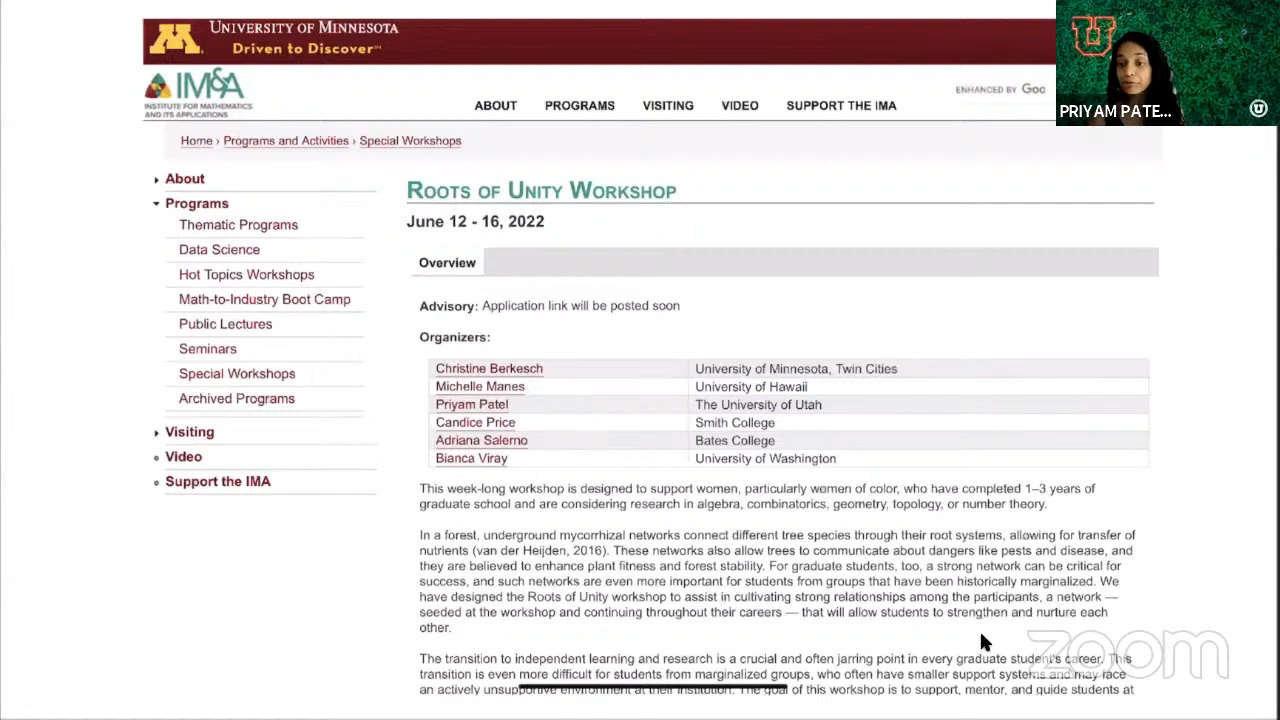 UNIVERSITY OF MINNESOTA
Driven to Discover℠
IM&A
INSTITUTE FOR MATHEMATICS
AND ITS APPLICATIONS
ABOUT PROGRAMS VISITING VIDEO SUPPORT THE IMA
ENHANCED BY Goo
PRIYAM PATE...
Home › Programs and Activities › Special Workshops
About
Programs
Thematic Programs
Data Science
Hot Topics Workshops
Math-to-Industry Boot Camp
Public Lectures
Seminars
Special Workshops
Archived Programs
Visiting
Video
Support the IMA
ROOTS OF UNITY WORKSHOP
June 12 - 16, 2022
Overview
Advisory: Application link will be posted soon
Organizers:
Christine Berkesch University of Minnesota, Twin Cities
Michelle Manes University of Hawaii
Priyam Patel The University of Utah
Candice Price Smith College
Adriana Salerno Bates College
Bianca Viray University of Washington
This week-long workshop is designed to support women, particularly women of color, who have completed 1–3 years of
graduate school and are considering research in algebra, combinatorics, geometry, topology, or number theory.
In a forest, underground mycorrhizal networks connect different tree species through their root systems, allowing for transfer of
nutrients (van der Heijden, 2016). These networks also allow trees to communicate about dangers like pests and disease, and
they are believed to enhance plant fitness and forest stability. For graduate students, too, a strong network can be critical for
success, and such networks are even more important for students from groups that have been historically marginalized. We
have designed the Roots of Unity workshop to assist in cultivating strong relationships among the participants, a network —
seeded at the workshop and continuing throughout their careers — that will allow students to strengthen and nurture each
other.
The transition to independent learning and research is a crucial and often jarring point in every graduate student's career. This
transition is even more difficult for students from marginalized groups, who often have smaller support systems and may face
an actively unsupportive environment at their institution. The goal of this workshop is to support, mentor, and guide students at
zoom